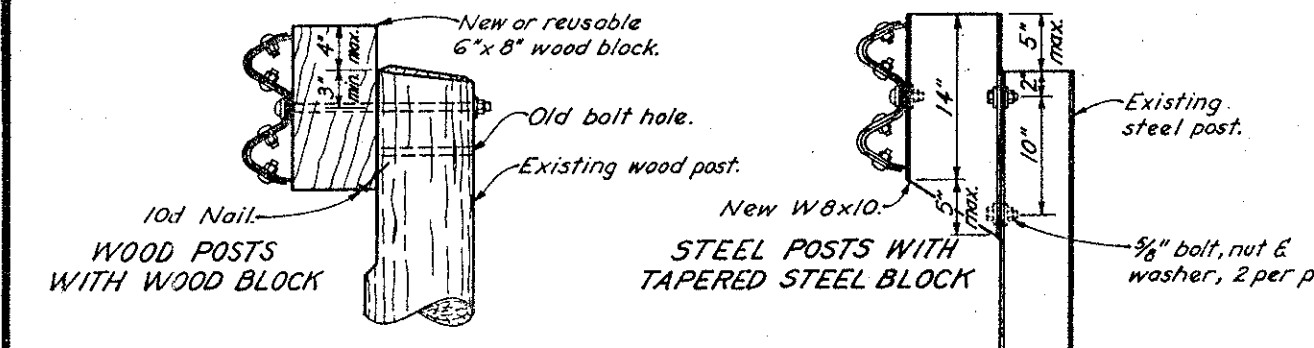 New or reusable
6"x 8" wood block.
4"
max.
3"
min.
Old bolt hole.
Existing wood post.
10d Nail.
WOOD POSTS
WITH WOOD BLOCK
5"
max.
2"
14"
10"
Existing
steel post.
New W8x10.
5"
max.
5/8" bolt, nut &
washer, 2 per p
STEEL POSTS WITH
TAPERED STEEL BLOCK